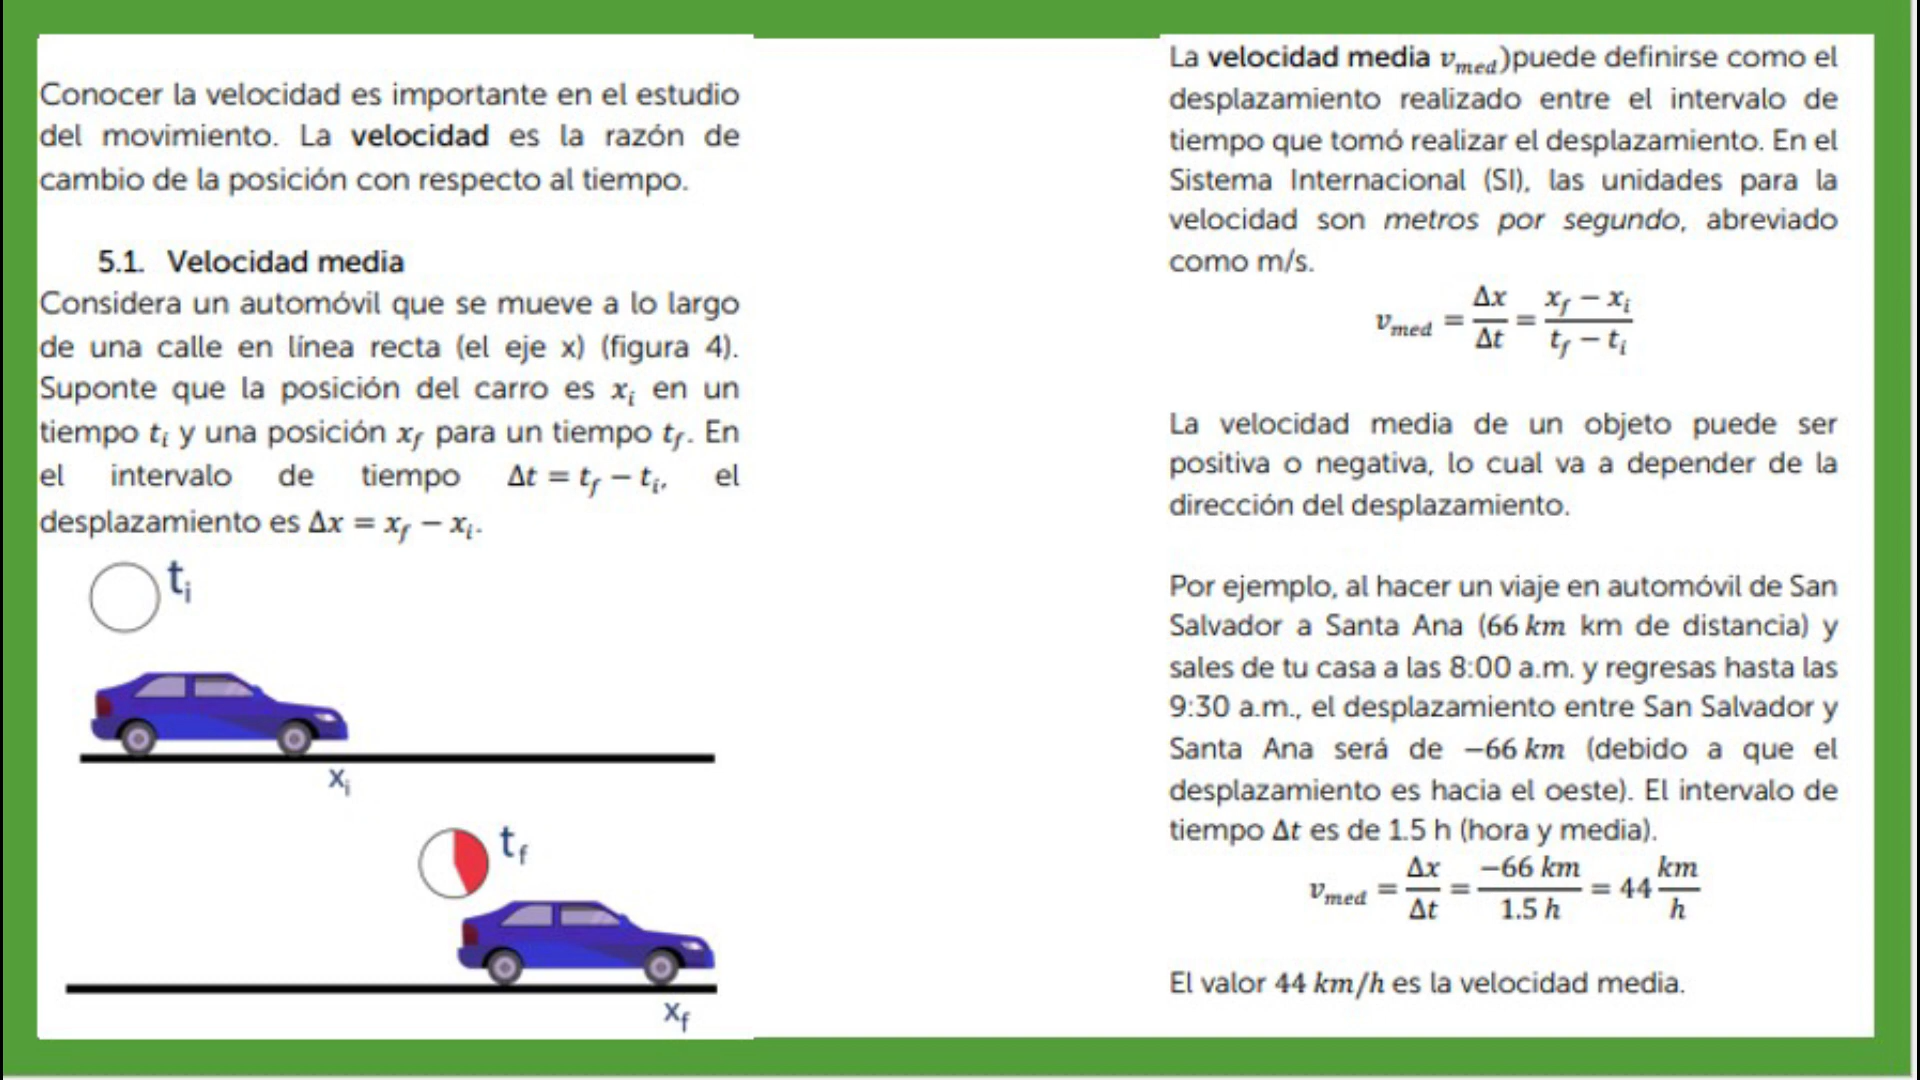 Conocer la velocidad es importante en el estudio
del movimiento. La velocidad es la razón de
cambio de la posición con respecto al tiempo.
5.1. Velocidad media
Considera un automóvil que se mueve a lo largo
de una calle en línea recta (el eje x) (figura 4).
Suponte que la posición del carro es xᵢ en un
tiempo tᵢ y una posición x_f para un tiempo t_f. En
el intervalo de tiempo Δt = t_f − tᵢ, el
desplazamiento es Δx = x_f − xᵢ.
tᵢ
xᵢ
t_f
x_f
La velocidad media v_med)puede definirse como el
desplazamiento realizado entre el intervalo de
tiempo que tomó realizar el desplazamiento. En el
Sistema Internacional (SI), las unidades para la
velocidad son metros por segundo, abreviado
como m/s.
v_med = Δx/Δt = (x_f − xᵢ)/(t_f − tᵢ)
La velocidad media de un objeto puede ser
positiva o negativa, lo cual va a depender de la
dirección del desplazamiento.
Por ejemplo, al hacer un viaje en automóvil de San
Salvador a Santa Ana (66 km km de distancia) y
sales de tu casa a las 8:00 a.m. y regresas hasta las
9:30 a.m., el desplazamiento entre San Salvador y
Santa Ana será de −66 km (debido a que el
desplazamiento es hacia el oeste). El intervalo de
tiempo Δt es de 1.5 h (hora y media).
v_med = Δx/Δt = −66 km/1.5 h = 44 km/h
El valor 44 km/h es la velocidad media.